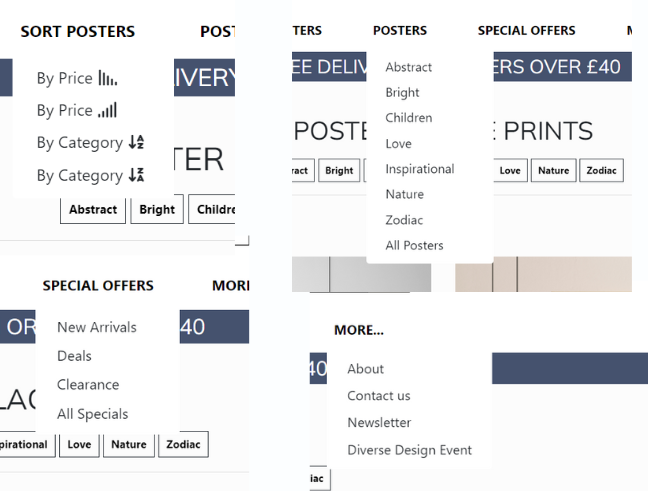 SORT POSTERS POST
By Price
IVERY
By Price
By Category
By Category
TER
Abstract Bright Childre
TERS POSTERS SPECIAL OFFERS M
EE DELIV ERS OVER £40
Abstract
Bright
Children
POSTE E PRINTS
Love
Inspirational
ract Bright Love Nature Zodiac
Nature
Zodiac
All Posters
SPECIAL OFFERS MORE
OR 40
New Arrivals
Deals
Clearance
LAC
All Specials
pirational Love Nature Zodiac
MORE...
40
About
Contact us
Newsletter
Diverse Design Event
iac